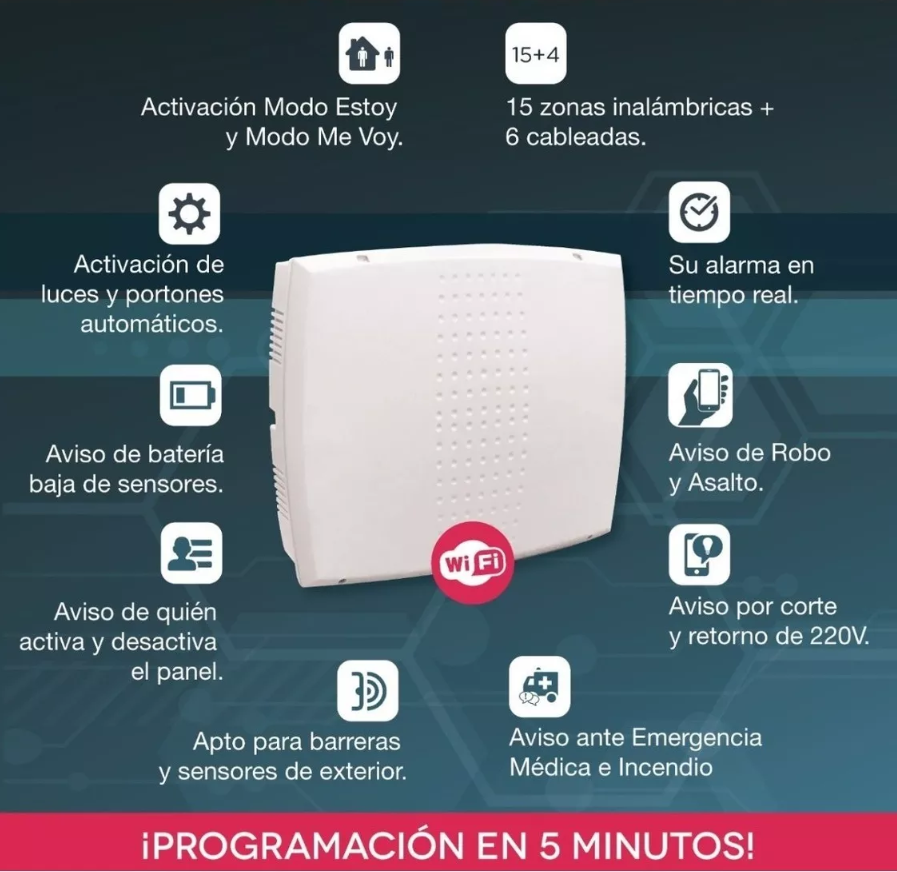 Activación Modo Estoy
y Modo Me Voy.
15+4
15 zonas inalámbricas +
6 cableadas.
Activación de
luces y portones
automáticos.
Su alarma en
tiempo real.
Aviso de batería
baja de sensores.
Aviso de Robo
y Asalto.
Wi Fi
Aviso de quién
activa y desactiva
el panel.
Aviso por corte
y retorno de 220V.
Apto para barreras
y sensores de exterior.
Aviso ante Emergencia
Médica e Incendio
¡PROGRAMACIÓN EN 5 MINUTOS!